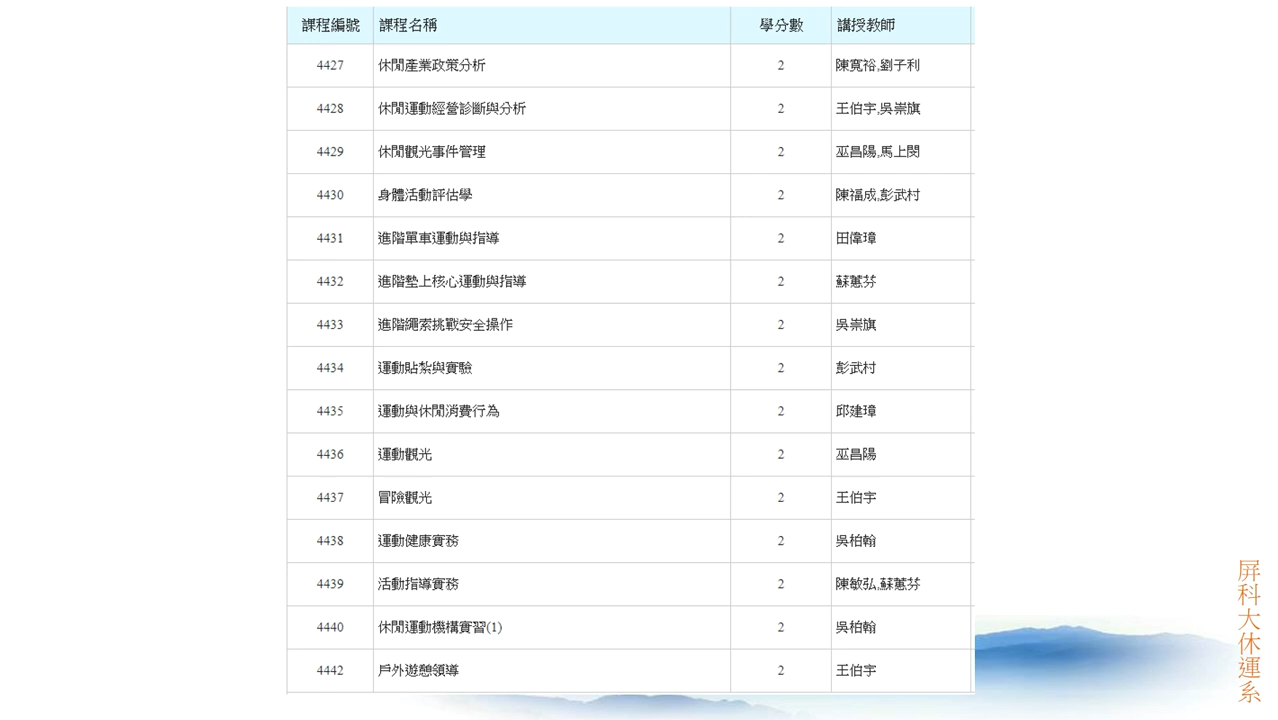 課程編號 課程名稱 學分數 講授教師
4427 休閒產業政策分析 2 陳寬裕,劉子利
4428 休閒運動經營診斷與分析 2 王伯宇,吳崇旗
4429 休閒觀光事件管理 2 巫昌陽,馬上閔
4430 身體活動評估學 2 陳福成,彭武村
4431 進階單車運動與指導 2 田偉璋
4432 進階墊上核心運動與指導 2 蘇蕙芬
4433 進階繩索挑戰安全操作 2 吳崇旗
4434 運動貼紮與實驗 2 彭武村
4435 運動與休閒消費行為 2 邱建璋
4436 運動觀光 2 巫昌陽
4437 冒險觀光 2 王伯宇
4438 運動健康實務 2 吳柏翰
4439 活動指導實務 2 陳敏弘,蘇蕙芬
4440 休閒運動機構實習(1) 2 吳柏翰
4442 戶外遊憩領導 2 王伯宇
屏科大休運系